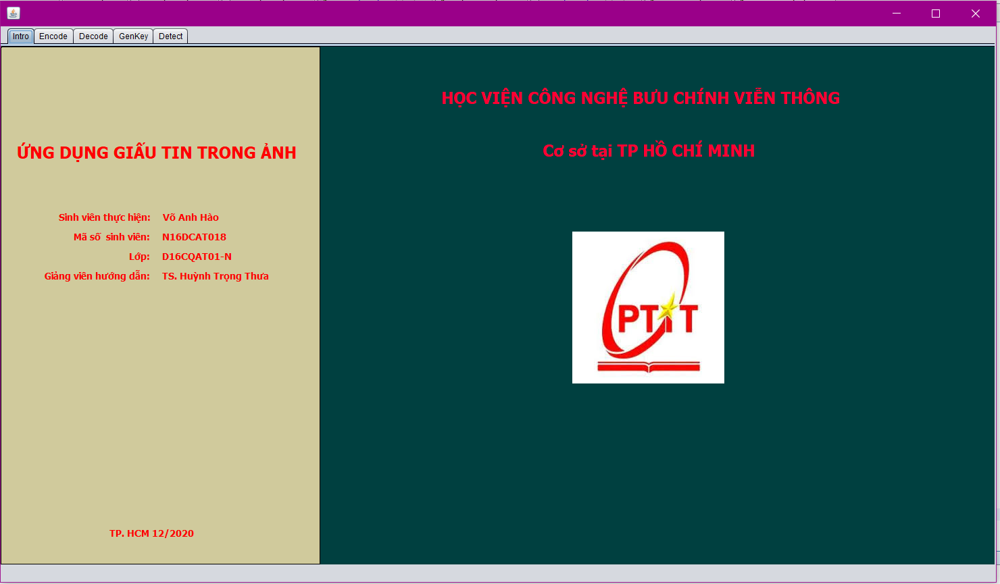 Intro Encode Decode GenKey Detect
ỨNG DỤNG GIẤU TIN TRONG ẢNH
Sinh viên thực hiện: Võ Anh Hào
Mã số sinh viên: N16DCAT018
Lớp: D16CQAT01-N
Giảng viên hướng dẫn: TS. Huỳnh Trọng Thưa
TP. HCM 12/2020
HỌC VIỆN CÔNG NGHỆ BƯU CHÍNH VIỄN THÔNG
Cơ sở tại TP HỒ CHÍ MINH
PTIT